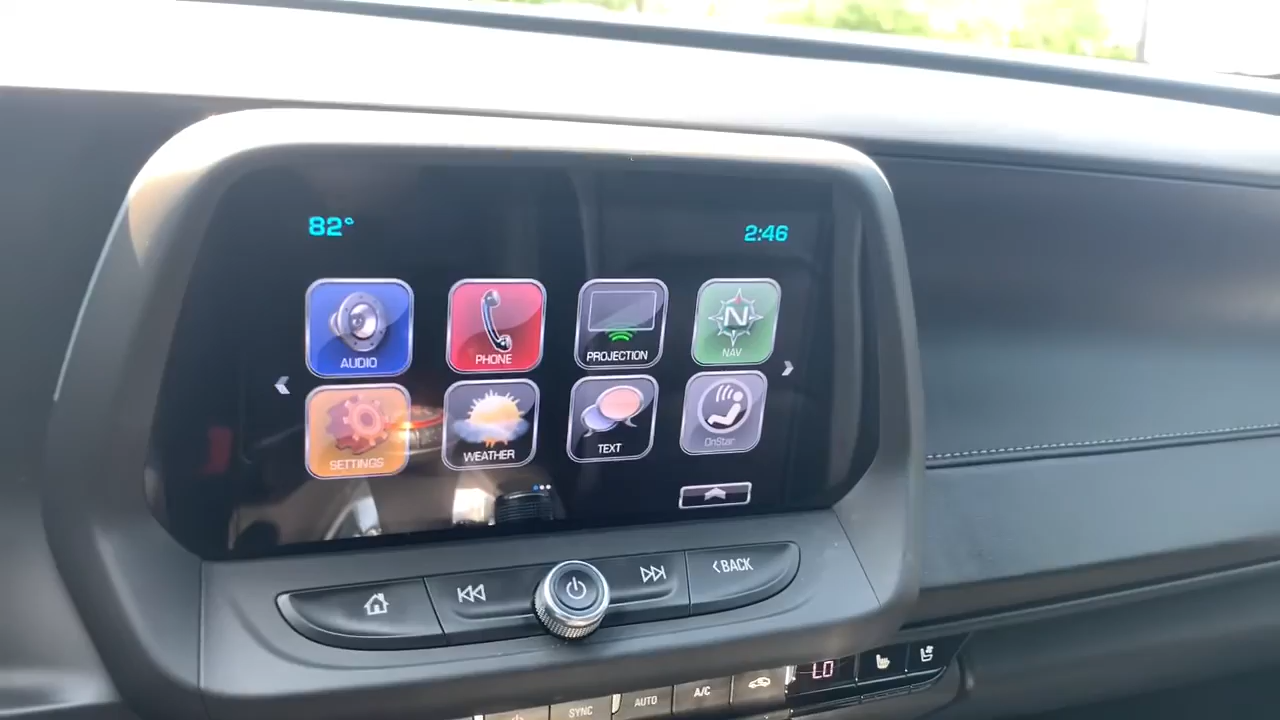 82°
2:46
AUDIO
PHONE
PROJECTION
N
NAV
SETTINGS
WEATHER
TEXT
OnStar
BACK
LO
SYNC
AUTO
A/C